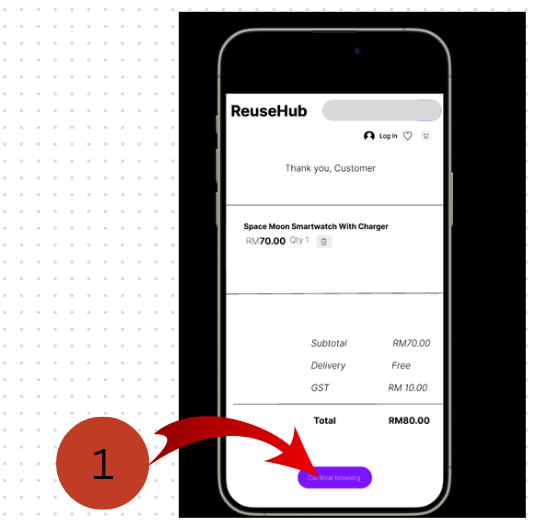 ReuseHub
Log In
Thank you, Customer
Space Moon Smartwatch With Charger
RM70.00 Qty 1
Subtotal RM70.00
Delivery Free
GST RM 10.00
Total RM80.00
1
Continue browsing